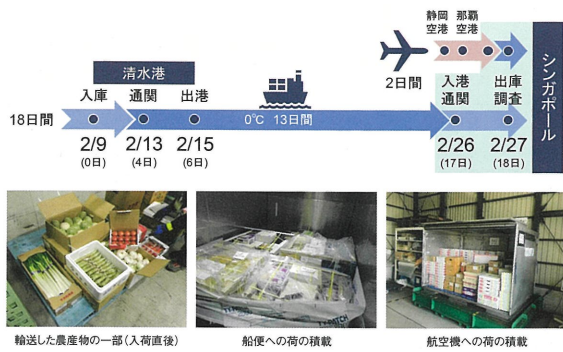 静岡 那覇
空港 空港
清水港
2日間
シンガポール
入庫 通関 出港
入港 出庫
通関 調査
18日間
0℃ 13日間
2/9 2/13 2/15 2/26 2/27
(0日) (4日) (6日) (17日) (18日)
輸送した農産物の一部(入荷直後)
船便への荷の積載
航空機への荷の積載